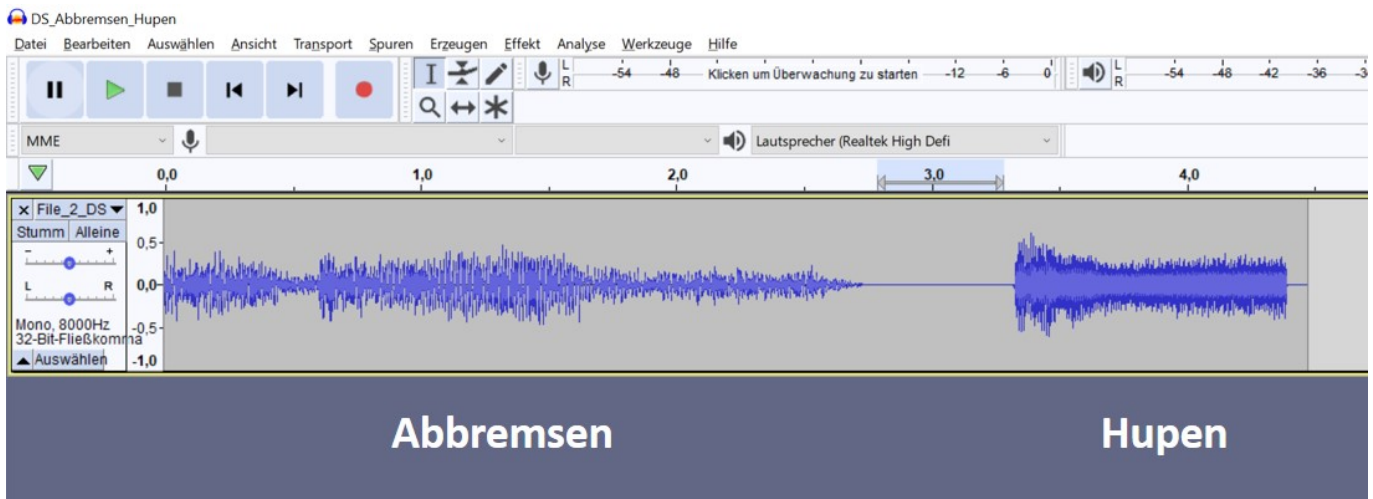 DS_Abbremsen_Hupen
Datei Bearbeiten Auswählen Ansicht Transport Spuren Erzeugen Effekt Analyse Werkzeuge Hilfe
L R -54 -48 Klicken um Überwachung zu starten -12 -6 0 L R -54 -48 -42 -36 -3
MME Lautsprecher (Realtek High Defi
0,0 1,0 2,0 3,0 4,0
× File_2_DS 1,0
Stumm Alleine
- + 0,5
L R 0,0
Mono, 8000Hz -0,5
32-Bit-Fließkomma
Auswählen -1,0
Abbremsen Hupen